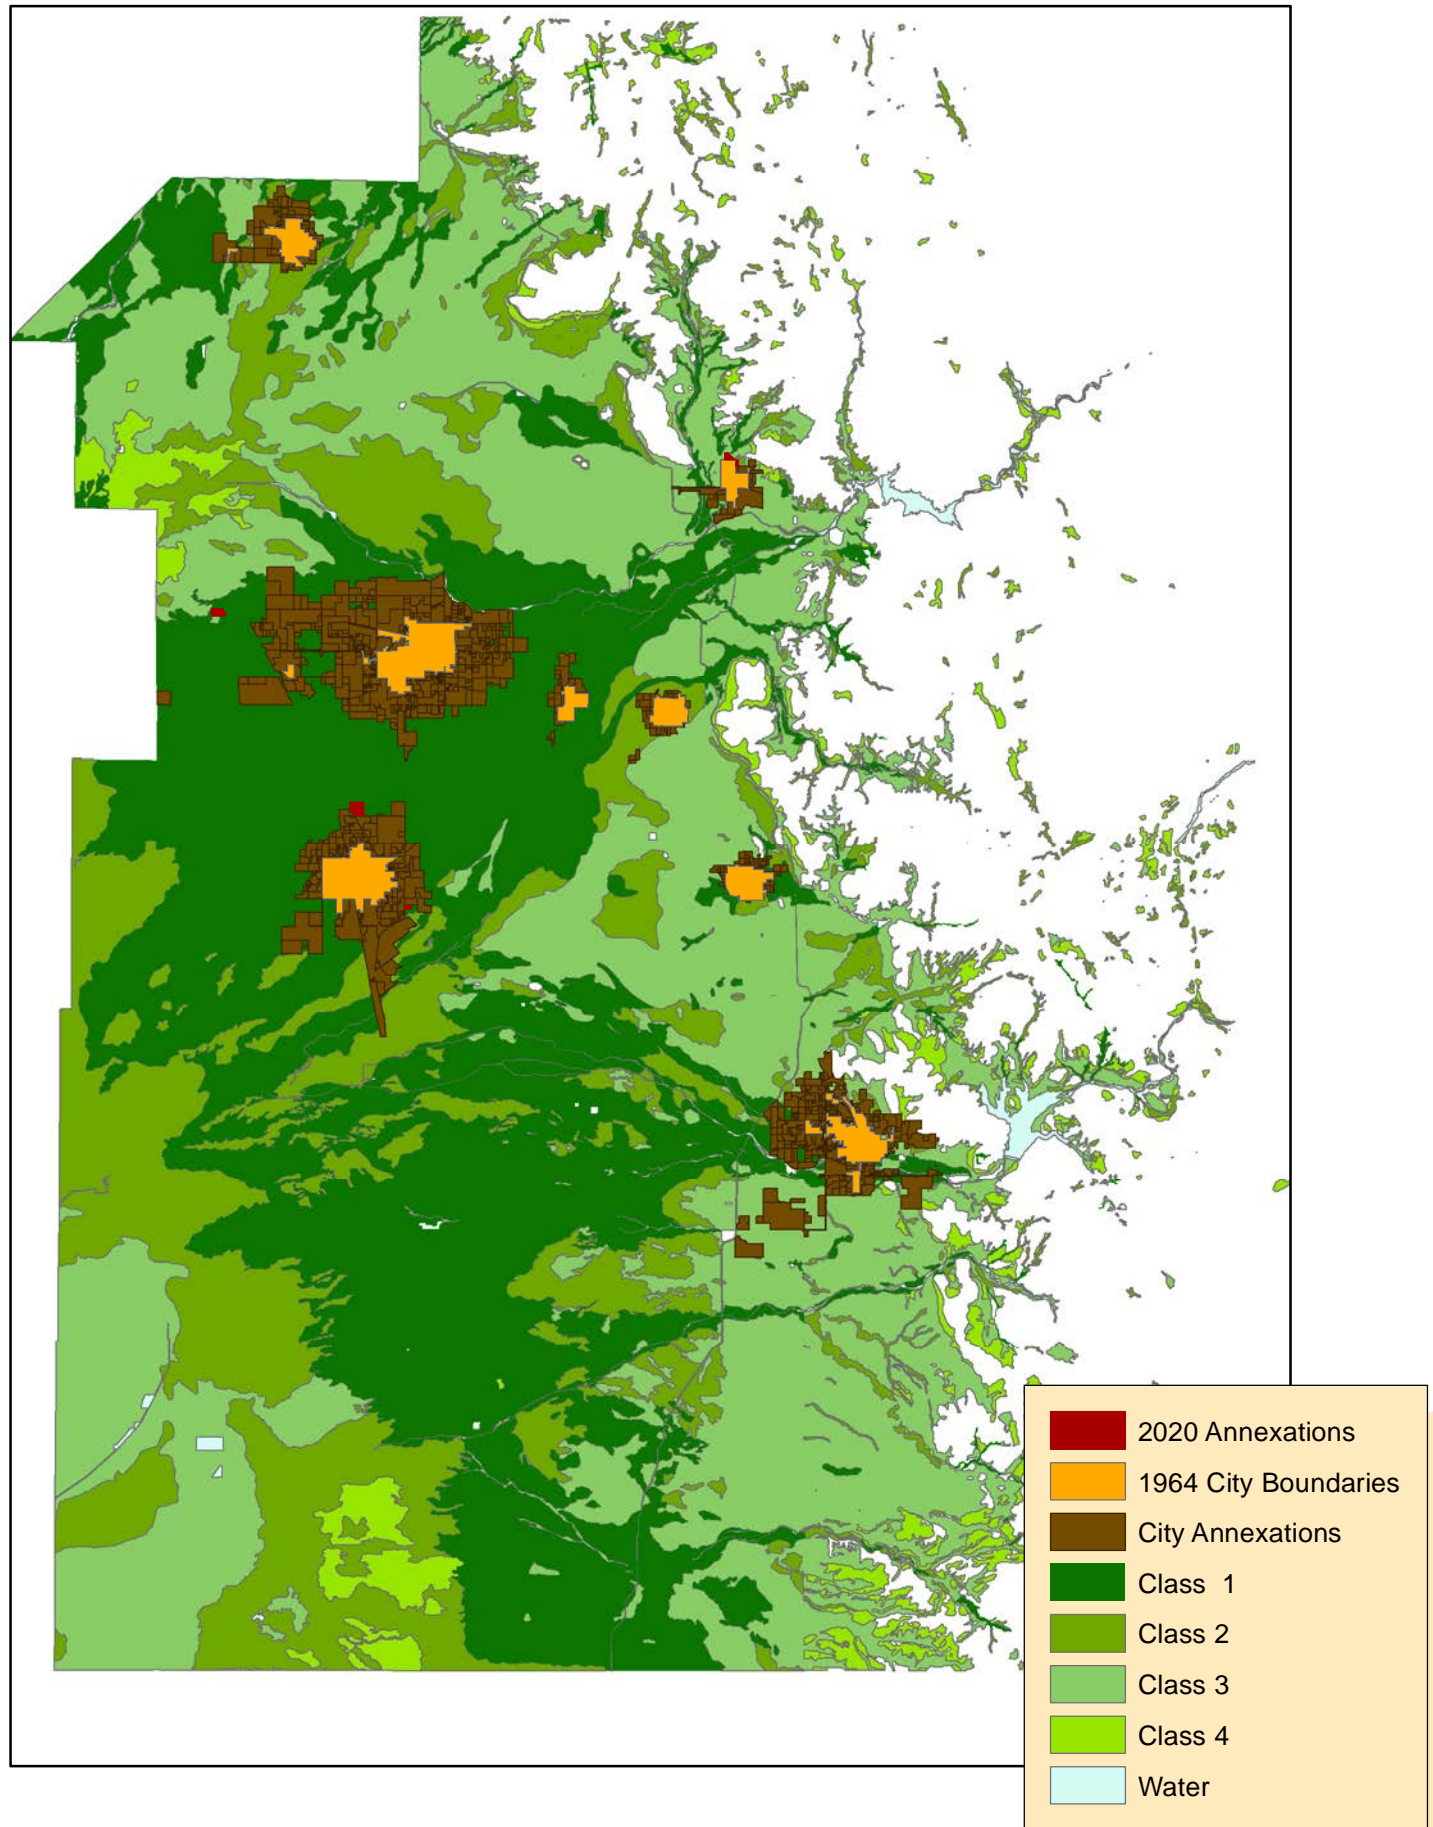 2020 Annexations
1964 City Boundaries
City Annexations
Class 1
Class 2
Class 3
Class 4
Water